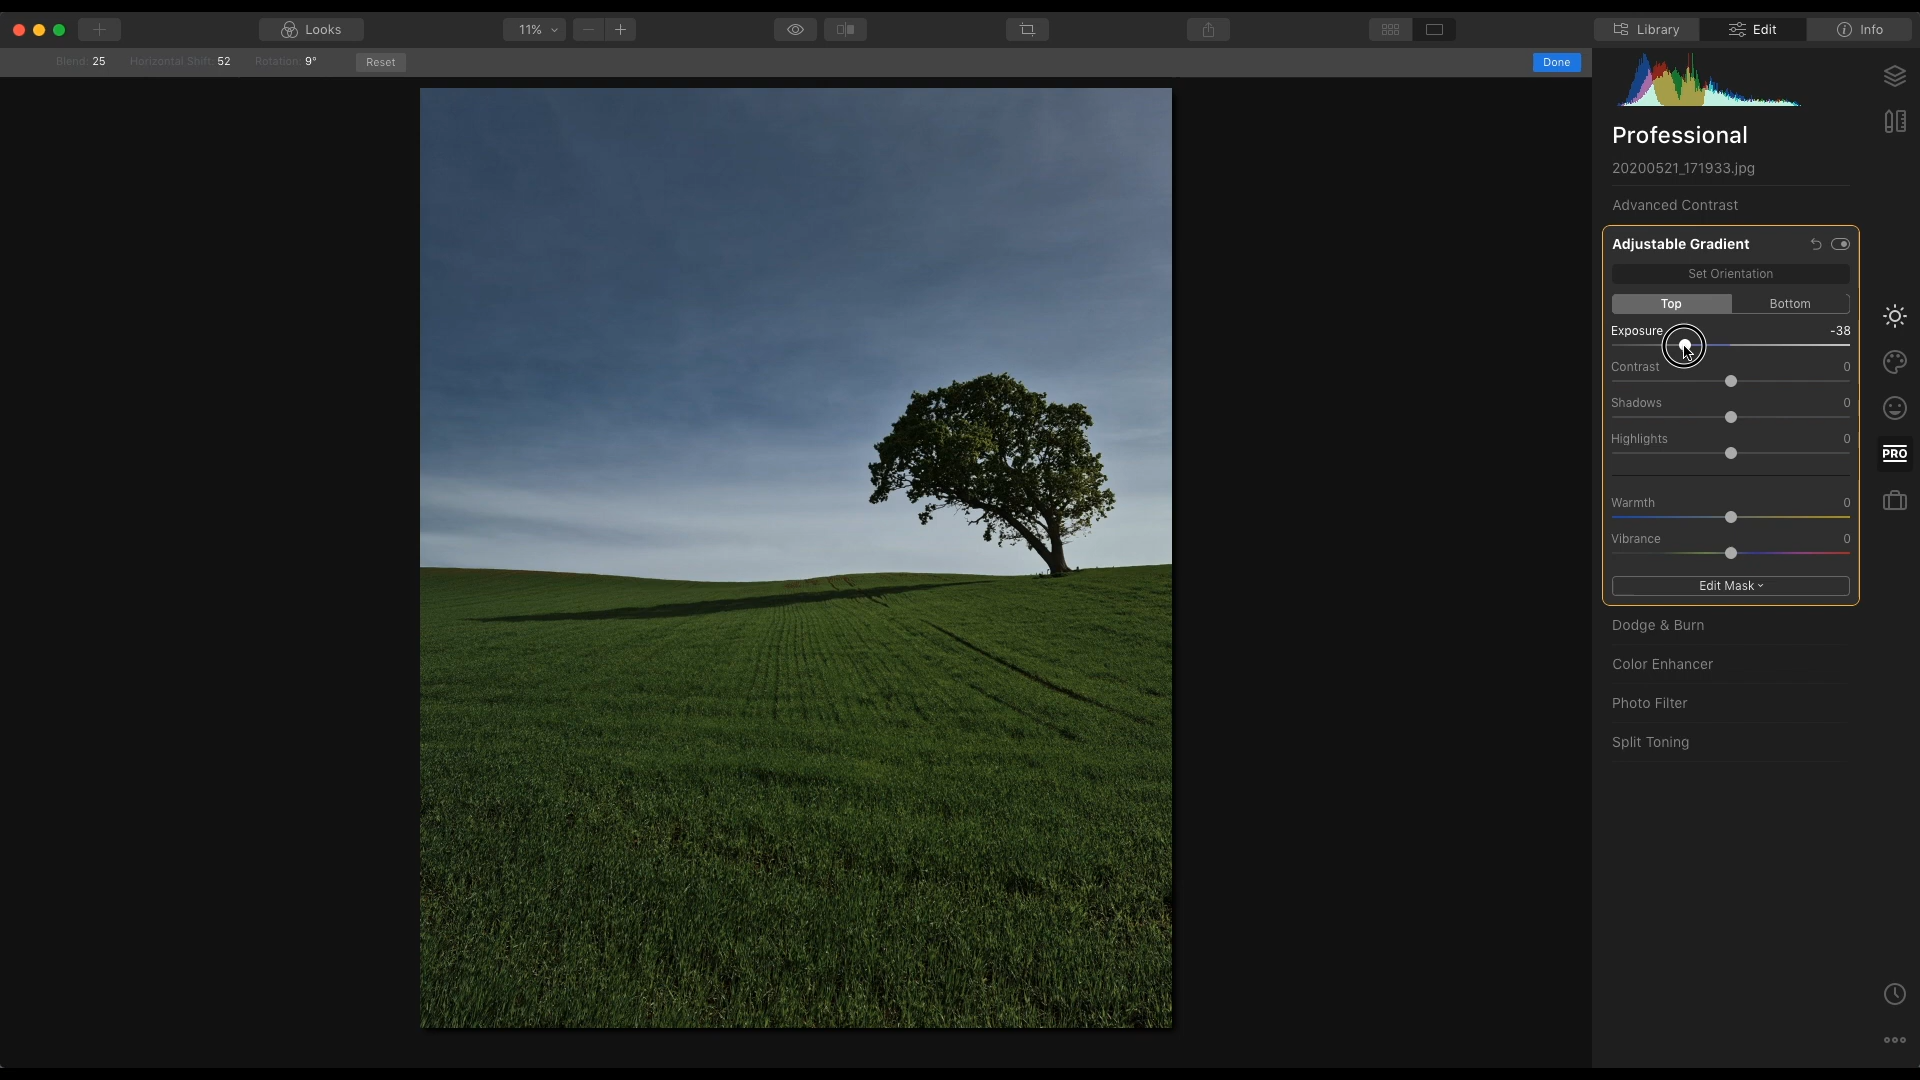 Looks
11%
Library
Edit
Info
Blend: 25
Horizontal Shift: 52
Rotation: 9°
Reset
Done
Professional
20200521_171933.jpg
Advanced Contrast
Adjustable Gradient
Set Orientation
Top
Bottom
Exposure -38
Contrast 0
Shadows 0
Highlights 0
Warmth 0
Vibrance 0
Edit Mask
Dodge & Burn
Color Enhancer
Photo Filter
Split Toning
PRO